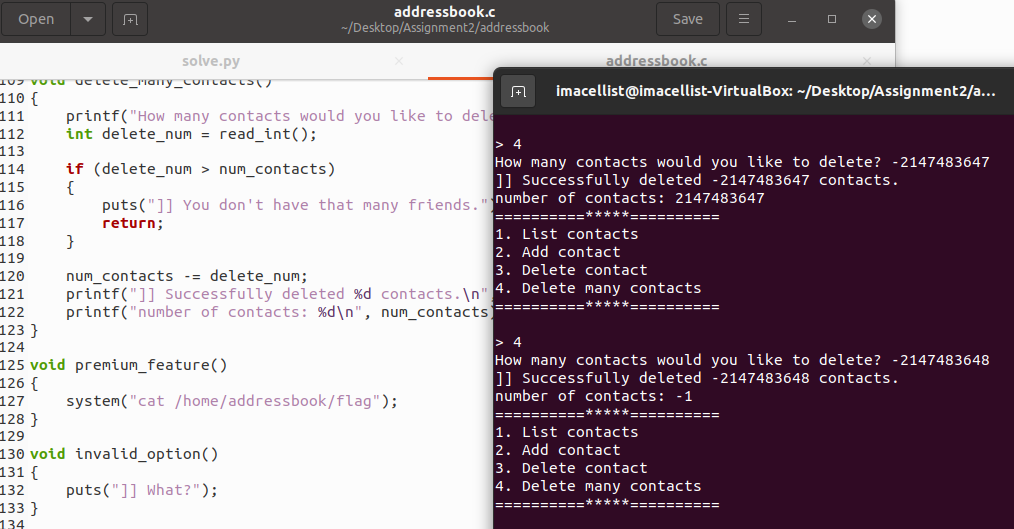 Open
addressbook.c
~/Desktop/Assignment2/addressbook
Save
solve.py
addressbook.c
109 void delete_many_contacts()
110 {
111 printf("How many contacts would you like to dele
112 int delete_num = read_int();
113
114 if (delete_num > num_contacts)
115 {
116 puts("]] You don't have that many friends."
117 return;
118 }
119
120 num_contacts -= delete_num;
121 printf("]] Successfully deleted %d contacts.\n"
122 printf("number of contacts: %d\n", num_contacts)
123 }
124
125 void premium_feature()
126 {
127 system("cat /home/addressbook/flag");
128 }
129
130 void invalid_option()
131 {
132 puts("]] What?");
133 }
134
imacellist@imacellist-VirtualBox: ~/Desktop/Assignment2/a...
> 4
How many contacts would you like to delete? -2147483647
]] Successfully deleted -2147483647 contacts.
number of contacts: 2147483647
==========*****==========
1. List contacts
2. Add contact
3. Delete contact
4. Delete many contacts
==========*****==========
> 4
How many contacts would you like to delete? -2147483648
]] Successfully deleted -2147483648 contacts.
number of contacts: -1
==========*****==========
1. List contacts
2. Add contact
3. Delete contact
4. Delete many contacts
==========*****==========